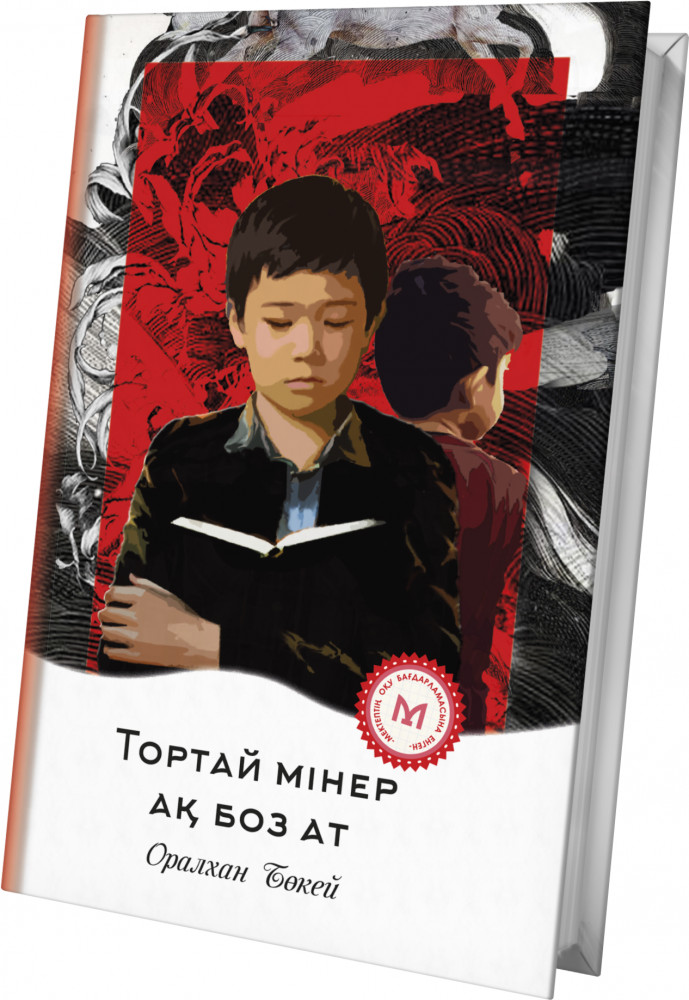 МЕКТЕПТІҢ ОҚУ БАҒДАРЛАМАСЫНА ЕНГЕН
М
ТОРТАЙ МІНЕР
АҚ БОЗ АТ
Оралхан Бөкей